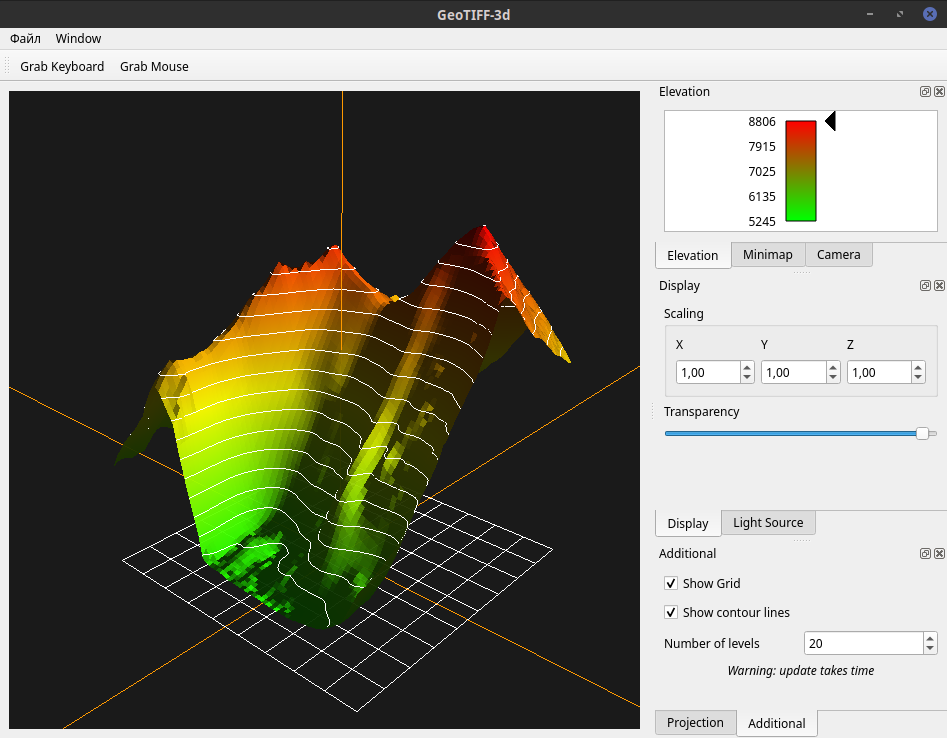 GeoTIFF-3d
Файл Window
Grab Keyboard Grab Mouse
Elevation
8806
7915
7025
6135
5245
Elevation Minimap Camera
Display
Scaling
X Y Z
1,00 1,00 1,00
Transparency
Display Light Source
Additional
Show Grid
Show contour lines
Number of levels 20
Warning: update takes time
Projection Additional